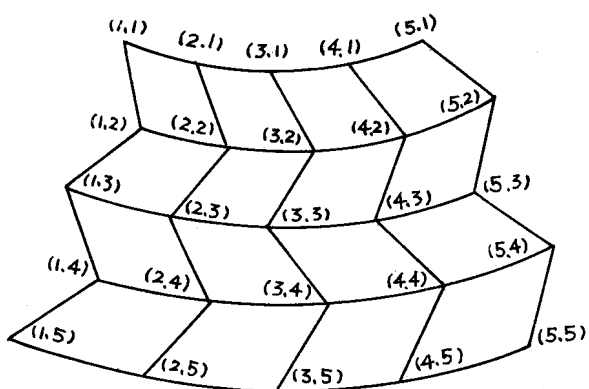 (1,1) (2.1) (3.1) (4.1) (5.1)
(1,2) (2.2) (3.2) (4.2) (5.2)
(1.3) (2.3) (3.3) (4.3) (5.3)
(1.4) (2.4) (3.4) (4.4) (5.4)
(1.5) (2.5) (3.5) (4.5) (5.5)